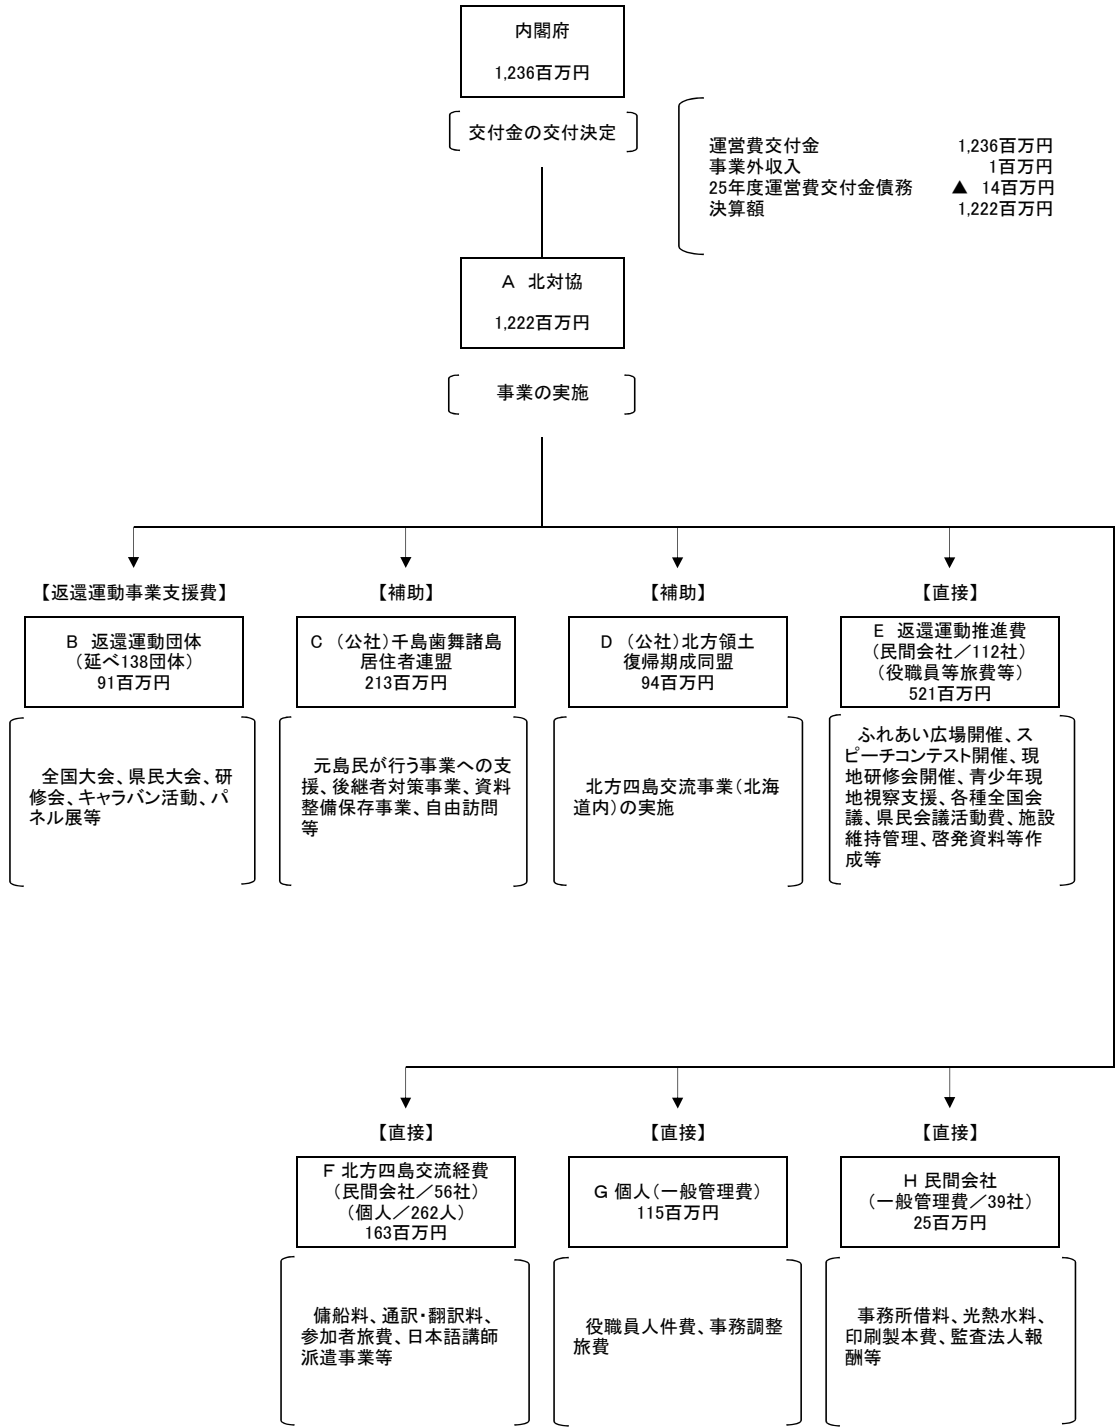 内閣府
1,236百万円
交付金の交付決定
運営費交付金 1,236百万円
事業外収入 1百万円
25年度運営費交付金債務 ▲ 14百万円
決算額 1,222百万円
A 北対協
1,222百万円
事業の実施
【返還運動事業支援費】
B 返還運動団体
（延べ138団体）
91百万円
全国大会、県民大会、研
修会、キャラバン活動、パ
ネル展等
【補助】
C （公社）千島歯舞諸島
居住者連盟
213百万円
元島民が行う事業への支
援、後継者対策事業、資料
整備保存事業、自由訪問
等
【補助】
D （公社）北方領土
復帰期成同盟
94百万円
北方四島交流事業（北海
道内）の実施
【直接】
E 返還運動推進費
（民間会社／112社）
（役職員等旅費等）
521百万円
ふれあい広場開催、ス
ピーチコンテスト開催、現
地研修会開催、青少年現
地視察支援、各種全国会
議、県民会議活動費、施設
維持管理、啓発資料等作
成等
【直接】
F 北方四島交流経費
（民間会社／56社）
（個人／262人）
163百万円
傭船料、通訳・翻訳料、
参加者旅費、日本語講師
派遣事業等
【直接】
G 個人（一般管理費）
115百万円
役職員人件費、事務調整
旅費
【直接】
H 民間会社
（一般管理費／39社）
25百万円
事務所借料、光熱水料、
印刷製本費、監査法人報
酬等